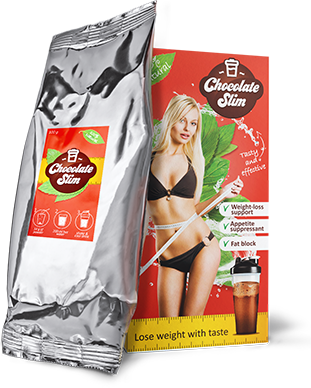 Chocolate
Slim
Chocolate
Slim
Tasty
and
effective
Weight-loss
support
Appetite
suppressant
Fat block
Lose weight with taste